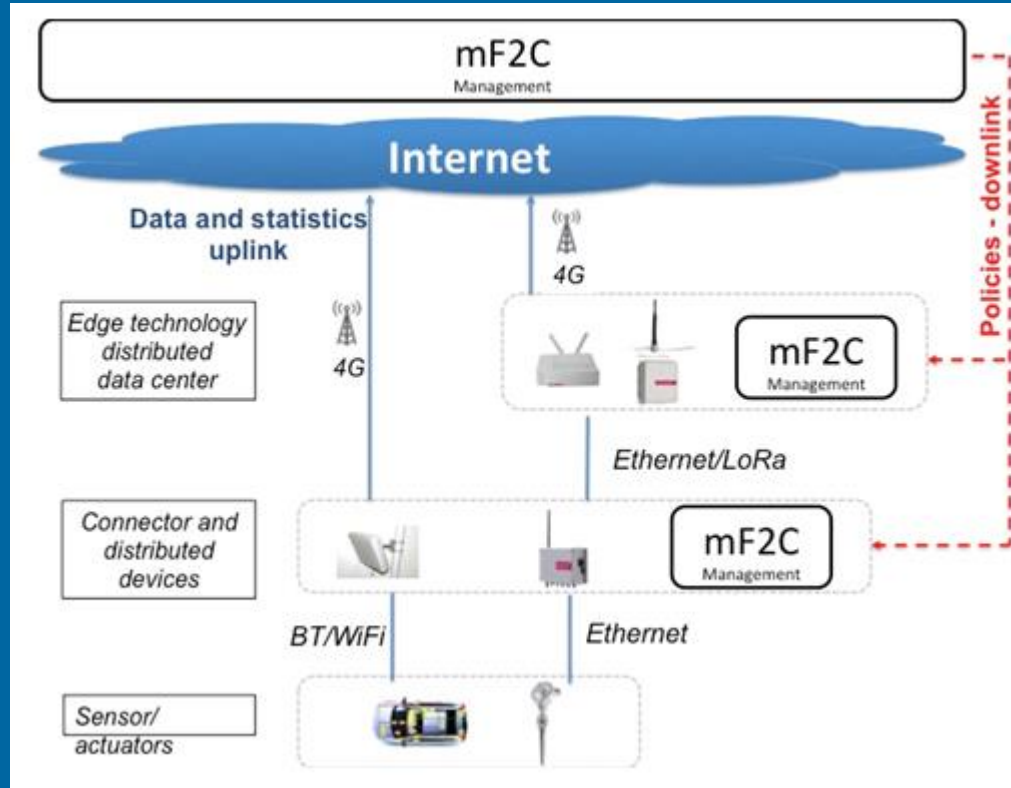 mF2C
Management
Internet
Data and statistics
uplink
4G
4G
Policies - downlink
Edge technology
distributed
data center
mF2C
Management
Ethernet/LoRa
Connector and
distributed
devices
mF2C
Management
BT/WiFi
Ethernet
Sensor/
actuators